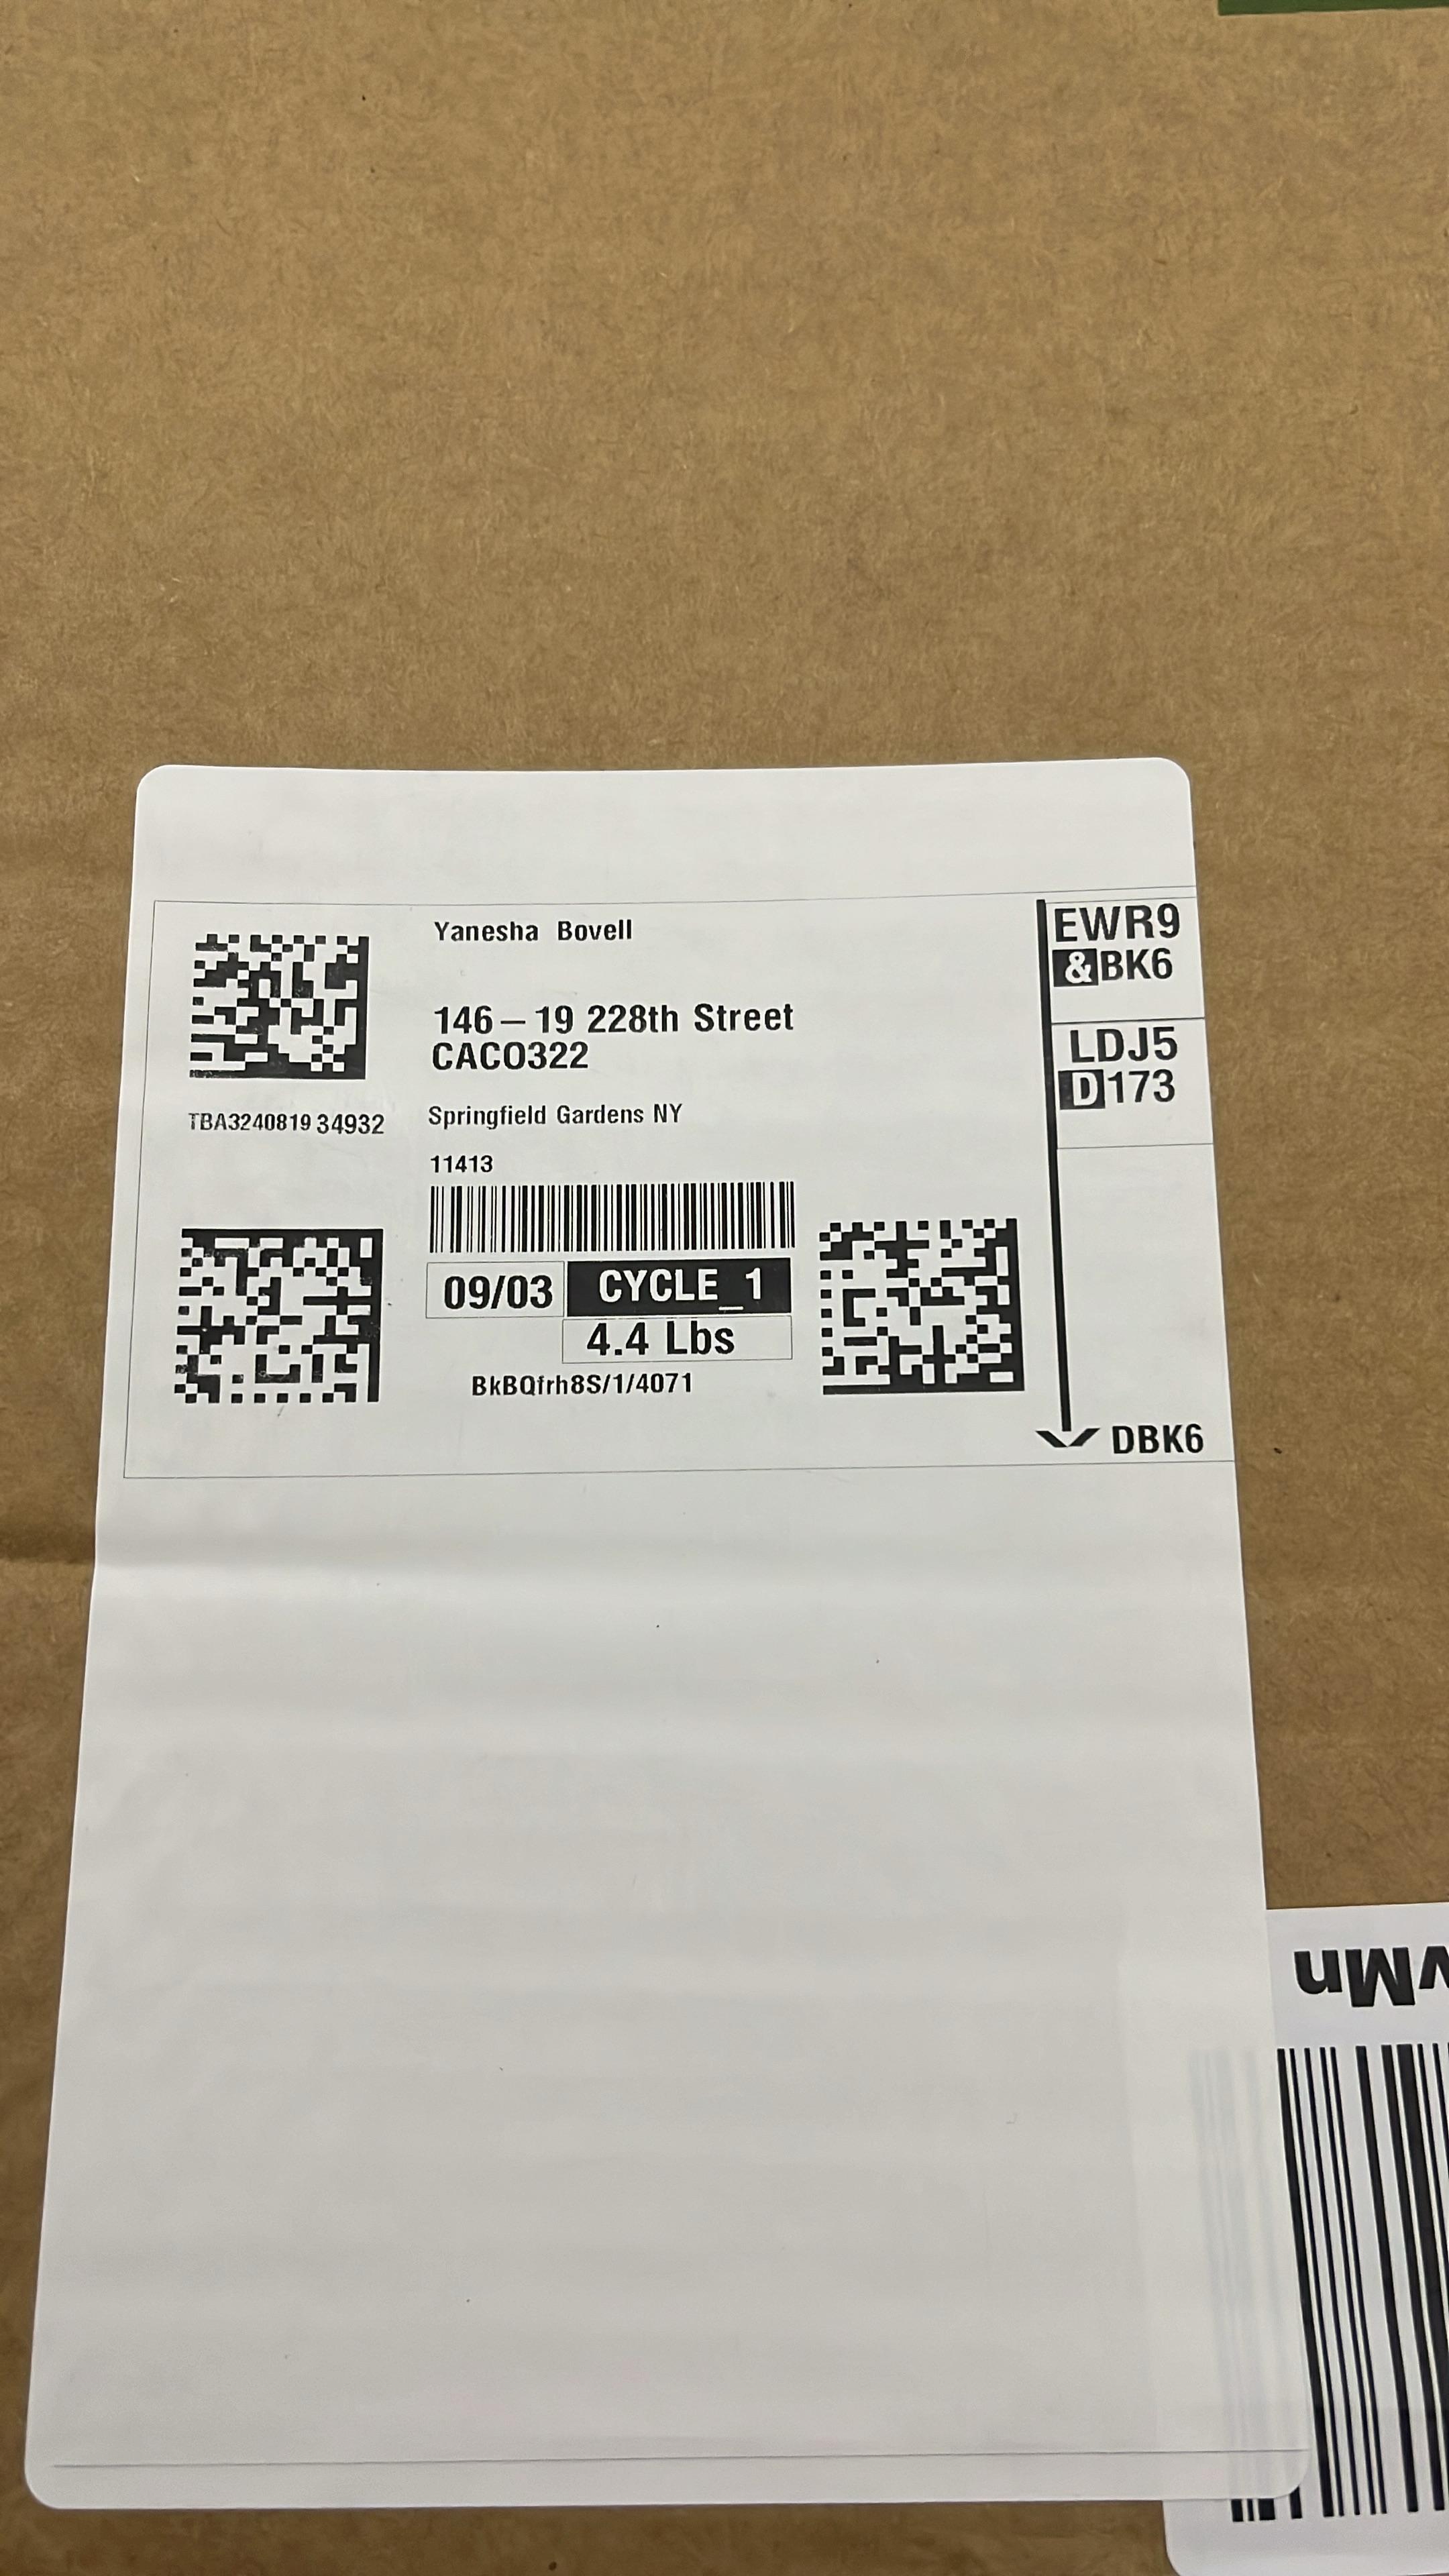 Yanesha Bovell
146-19 228th Street
CACO322
TBA324081934932
Springfield Gardens NY
11413
09/03 CYCLE_1
4.4 Lbs
BkBQfrh8S/1/4071
EWR9
&BK6
LDJ5
D173
DBK6
vMn